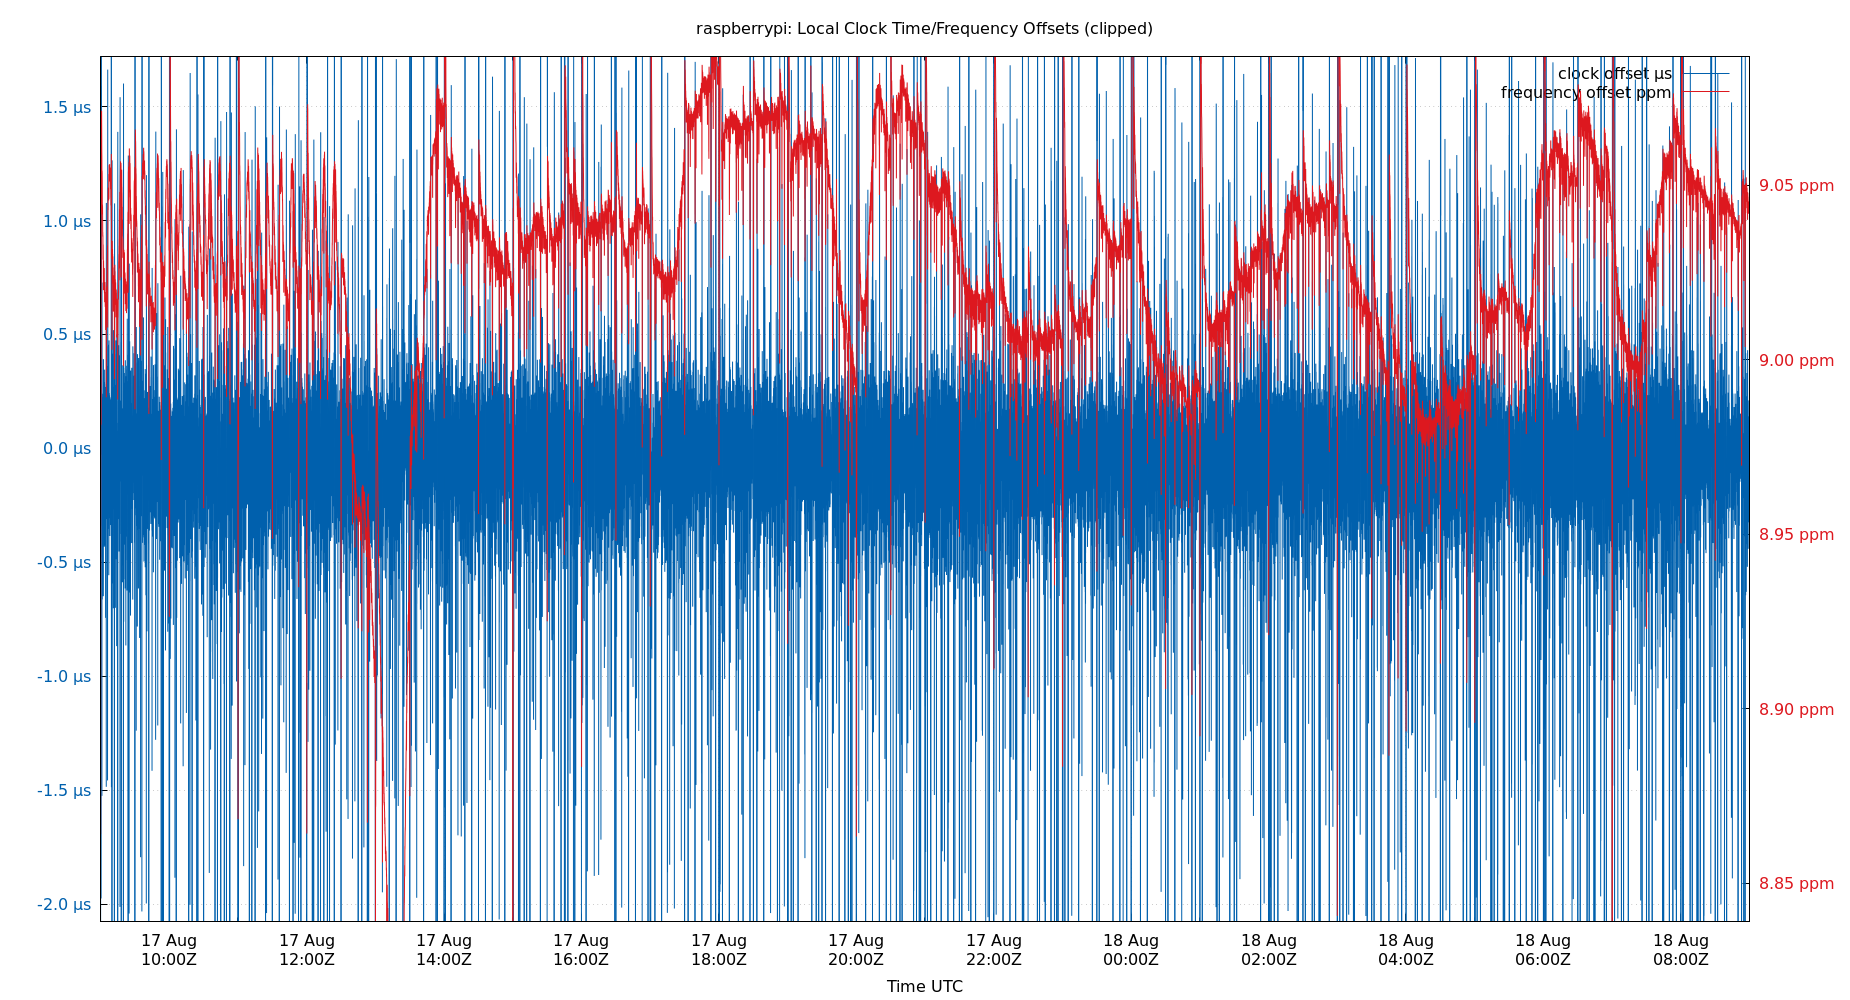 raspberrypi: Local Clock Time/Frequency Offsets (clipped)
clock offset µs
frequency offset ppm
1.5 µs
1.0 µs
0.5 µs
0.0 µs
-0.5 µs
-1.0 µs
-1.5 µs
-2.0 µs
9.05 ppm
9.00 ppm
8.95 ppm
8.90 ppm
8.85 ppm
17 Aug 17 Aug 17 Aug 17 Aug 17 Aug 17 Aug 17 Aug 18 Aug 18 Aug 18 Aug 18 Aug 18 Aug
10:00Z 12:00Z 14:00Z 16:00Z 18:00Z 20:00Z 22:00Z 00:00Z 02:00Z 04:00Z 06:00Z 08:00Z
Time UTC